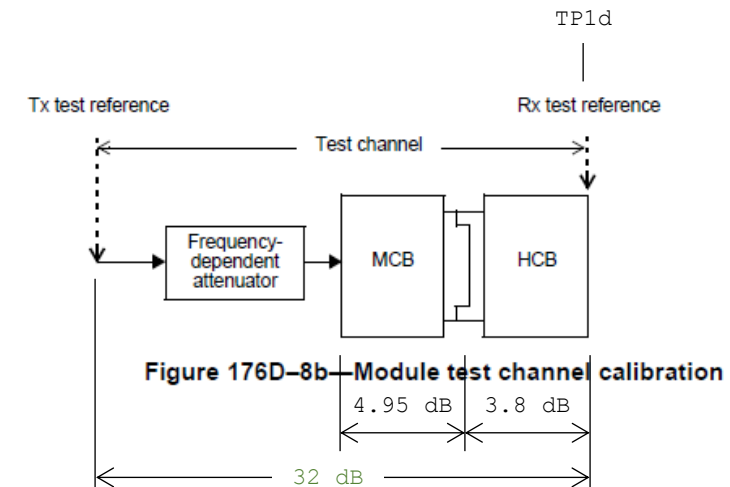 TP1d
Tx test reference
Rx test reference
Test channel
Frequency-
dependent
attenuator
MCB
HCB
Figure 176D–8b—Module test channel calibration
4.95 dB
3.8 dB
32 dB